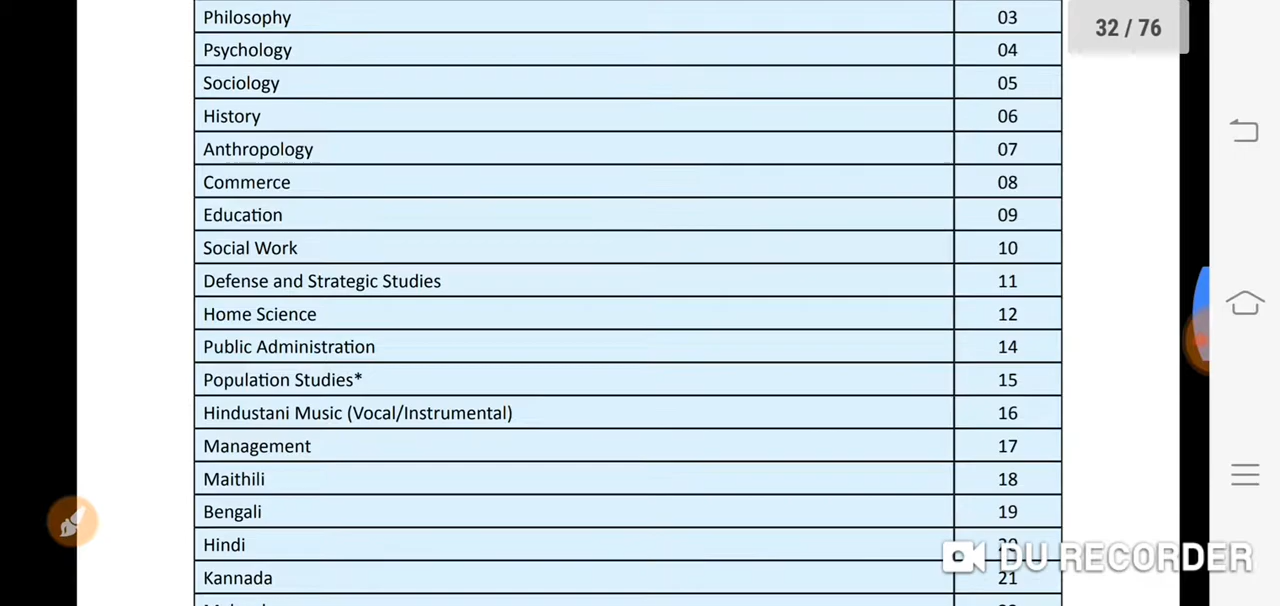 Philosophy 03
32 / 76
Psychology 04
Sociology 05
History 06
Anthropology 07
Commerce 08
Education 09
Social Work 10
Defense and Strategic Studies 11
Home Science 12
Public Administration 14
Population Studies* 15
Hindustani Music (Vocal/Instrumental) 16
Management 17
Maithili 18
Bengali 19
Hindi 20
DU RECORDER
Kannada 21